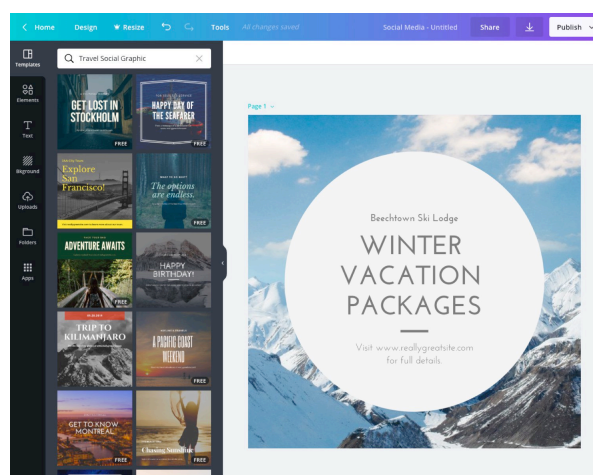 Home
Design
Resize
Tools
All changes saved
Social Media - Untitled
Share
Publish
Templates
Elements
Text
Bkground
Uploads
Folders
Apps
Travel Social Graphic
GET LOST IN
STOCKHOLM
FREE
HAPPY DAY OF
THE SEAFARER
FREE
Explore
San
Francisco!
The options
are endless.
FREE
ADVENTURE AWAITS
FREE
HAPPY
BIRTHDAY!
TRIP TO
KILIMANJARO
A PACIFIC COAST
WEEKEND
FREE
GET TO KNOW
MONTREAL
FREE
Chasing Sunshine
FREE
Page 1
Beechtown Ski Lodge
WINTER
VACATION
PACKAGES
Visit www.reallygreatsite.com
for full details.